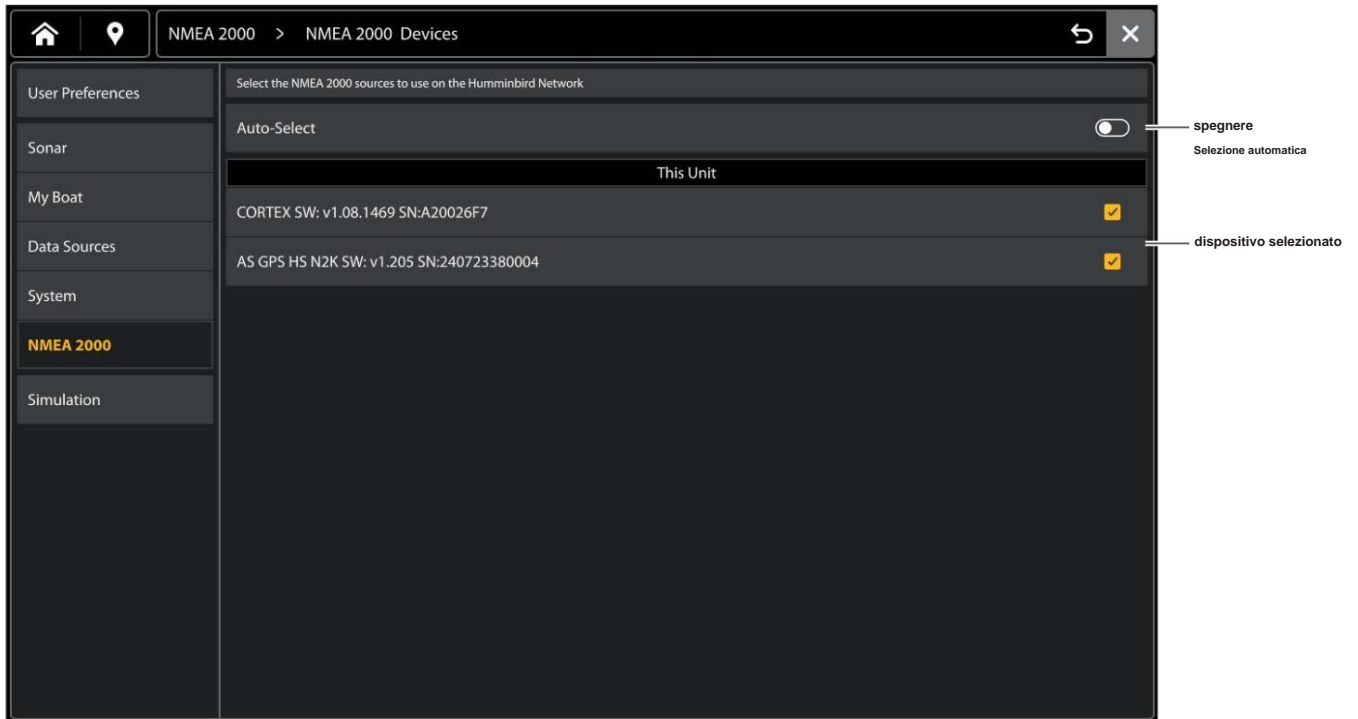 NMEA 2000 > NMEA 2000 Devices
User Preferences
Sonar
My Boat
Data Sources
System
NMEA 2000
Simulation
Select the NMEA 2000 sources to use on the Humminbird Network
Auto-Select
This Unit
CORTEX SW: v1.08.1469 SN:A20026F7
AS GPS HS N2K SW: v1.205 SN:240723380004
spegnere
Selezione automatica
dispositivo selezionato